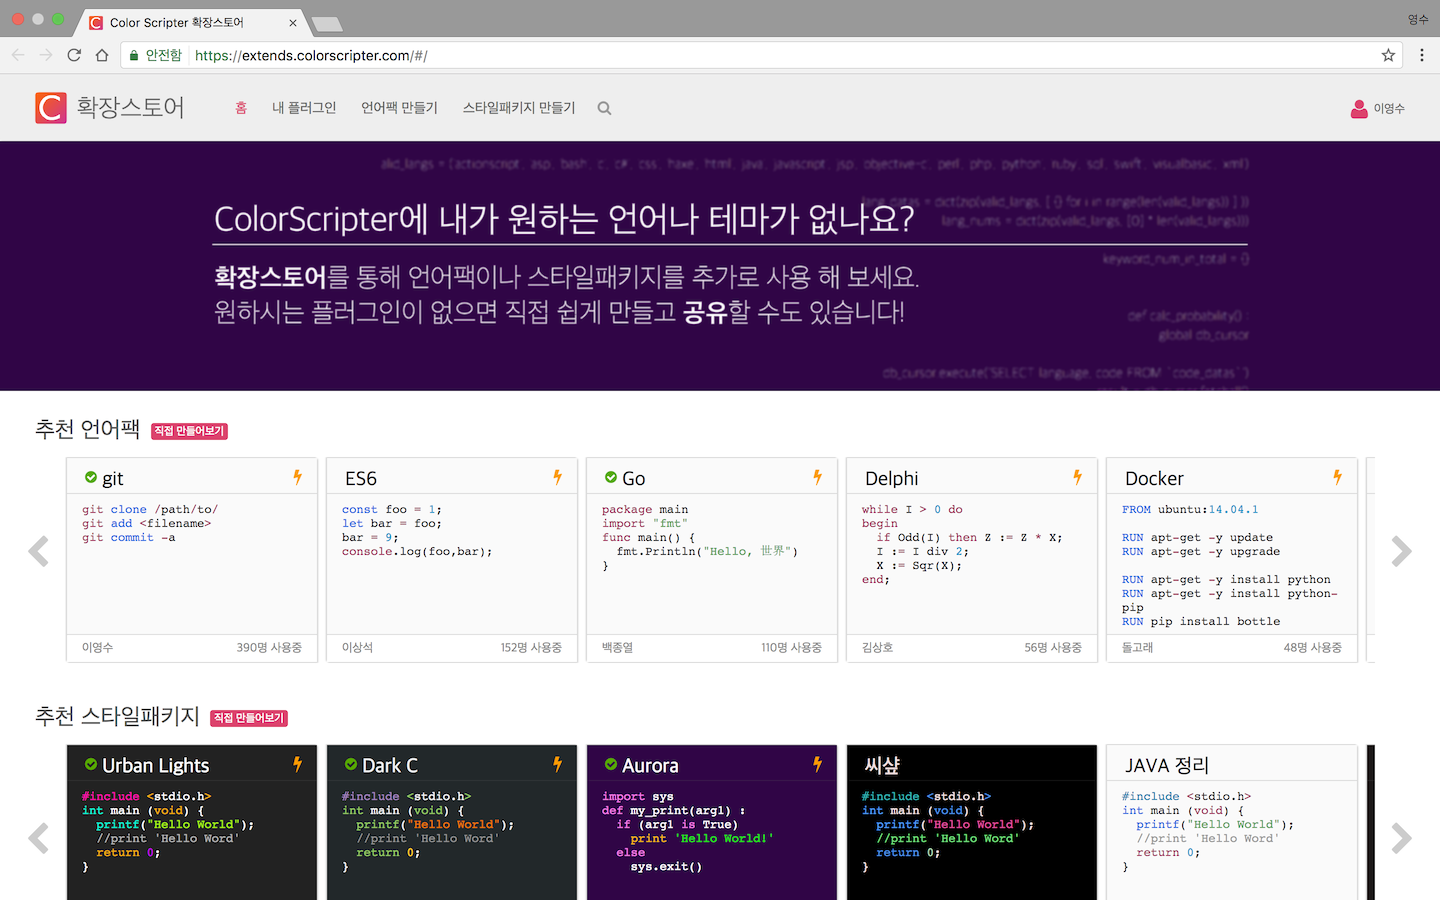 Color Scripter 확장스토어
영수
안전함
https://extends.colorscripter.com/#/
확장스토어
홈
내 플러그인
언어팩 만들기
스타일패키지 만들기
이영수
alid_langs = [actionscript, asp, bash, c, c#, css, haxe, html, java, javascript, jsp, objective-c, perl, php, python, ruby, sql, swift, visualbasic, xml]
lang_datas = dict(zip(valid_langs, [ {} for i in range(len(valid_langs)) ] ))
ColorScripter에 내가 원하는 언어나 테마가 없나요?
lang_nums = dict(zip(valid_langs, [0] * len(valid_langs)))
keyword_num_in_total = {}
확장스토어를 통해 언어팩이나 스타일패키지를 추가로 사용 해 보세요.
원하시는 플러그인이 없으면 직접 쉽게 만들고 공유할 수도 있습니다!
def calc_probability() :
global db_cursor
db_cursor.execute('SELECT language, code FROM `code_datas` ')
추천 언어팩
직접 만들어보기
git
git clone /path/to/
git add <filename>
git commit -a
이영수
390명 사용중
ES6
const foo = 1;
let bar = foo;
bar = 9;
console.log(foo,bar);
이상석
152명 사용중
Go
package main
import "fmt"
func main() {
fmt.Println("Hello, 世界")
}
백종열
110명 사용중
Delphi
while I > 0 do
begin
if Odd(I) then Z := Z * X;
I := I div 2;
X := Sqr(X);
end;
김상호
56명 사용중
Docker
FROM ubuntu:14.04.1
RUN apt-get -y update
RUN apt-get -y upgrade
RUN apt-get -y install python
RUN apt-get -y install python-
pip
RUN pip install bottle
돌고래
48명 사용중
추천 스타일패키지
직접 만들어보기
Urban Lights
#include <stdio.h>
int main (void) {
printf("Hello World");
//print 'Hello Word'
return 0;
}
Dark C
#include <stdio.h>
int main (void) {
printf("Hello World");
//print 'Hello Word'
return 0;
}
Aurora
import sys
def my_print(arg1) :
if (arg1 is True)
print 'Hello World!'
else
sys.exit()
씨샾
#include <stdio.h>
int main (void) {
printf("Hello World");
//print 'Hello Word'
return 0;
}
JAVA 정리
#include <stdio.h>
int main (void) {
printf("Hello World");
//print 'Hello Word'
return 0;
}